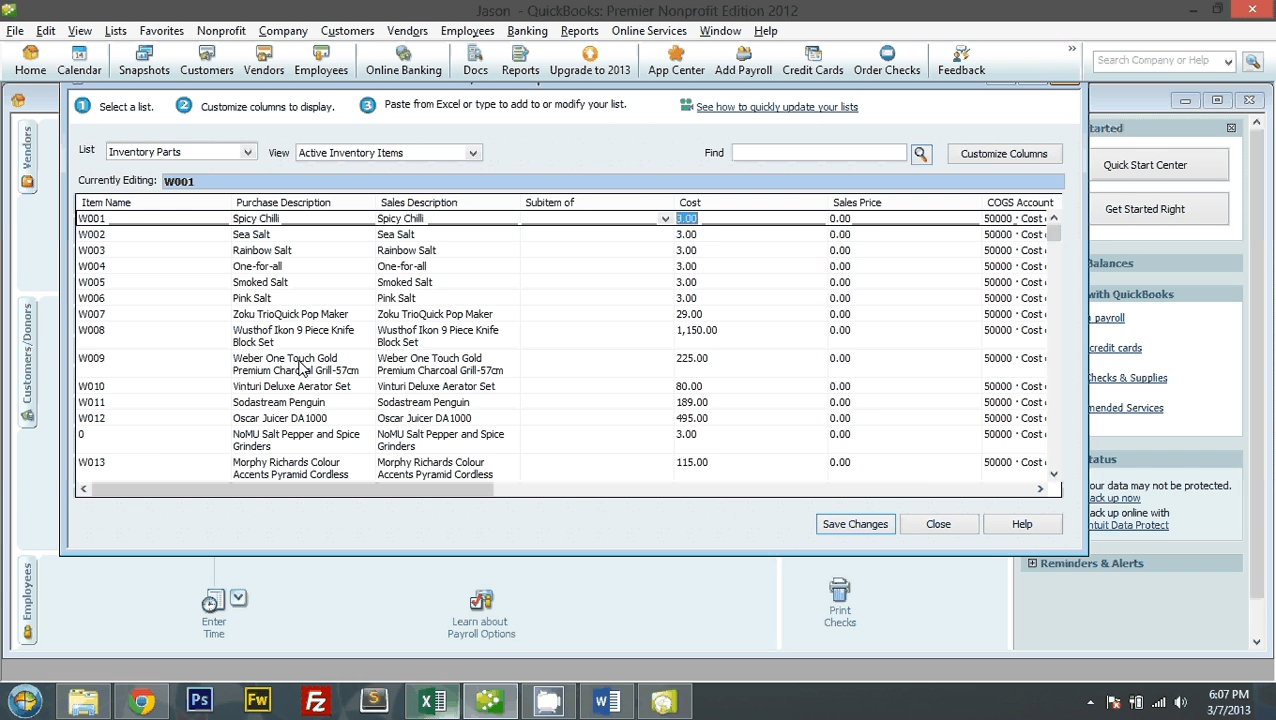 Jason - QuickBooks: Premier Nonprofit Edition 2012
File Edit View Lists Favorites Nonprofit Company Customers Vendors Employees Banking Reports Online Services Window Help
Home Calendar Snapshots Customers Vendors Employees Online Banking Docs Reports Upgrade to 2013 App Center Add Payroll Credit Cards Order Checks Feedback
Search Company or Help
1 Select a list. 2 Customize columns to display. 3 Paste from Excel or type to add to or modify your list. See how to quickly update your lists
List Inventory Parts View Active Inventory Items Find Customize Columns
Currently Editing: W001
Item Name Purchase Description Sales Description Subitem of Cost Sales Price COGS Account
W001 Spicy Chilli Spicy Chilli 3.00 0.00 50000 · Cost
W002 Sea Salt Sea Salt 3.00 0.00 50000 · Cost
W003 Rainbow Salt Rainbow Salt 3.00 0.00 50000 · Cost
W004 One-for-all One-for-all 3.00 0.00 50000 · Cost
W005 Smoked Salt Smoked Salt 3.00 0.00 50000 · Cost
W006 Pink Salt Pink Salt 3.00 0.00 50000 · Cost
W007 Zoku TrioQuick Pop Maker Zoku TrioQuick Pop Maker 29.00 0.00 50000 · Cost
W008 Wusthof Ikon 9 Piece Knife Wusthof Ikon 9 Piece Knife 1,150.00 0.00 50000 · Cost
Block Set Block Set
W009 Weber One Touch Gold Weber One Touch Gold 225.00 0.00 50000 · Cost
Premium Charcoal Grill-57cm Premium Charcoal Grill-57cm
W010 Vinturi Deluxe Aerator Set Vinturi Deluxe Aerator Set 80.00 0.00 50000 · Cost
W011 Sodastream Penguin Sodastream Penguin 189.00 0.00 50000 · Cost
W012 Oscar Juicer DA1000 Oscar Juicer DA1000 495.00 0.00 50000 · Cost
0 NoMU Salt Pepper and Spice NoMU Salt Pepper and Spice 3.00 0.00 50000 · Cost
Grinders Grinders
W013 Morphy Richards Colour Morphy Richards Colour 115.00 0.00 50000 · Cost
Accents Pyramid Cordless Accents Pyramid Cordless
Save Changes Close Help
Vendors
Customers/Donors
Employees
Enter
Time
Learn about
Payroll Options
Print
Checks
tarted
Quick Start Center
Get Started Right
Balances
with QuickBooks
payroll
credit cards
Checks & Supplies
mended Services
tatus
our data may not be protected.
ack up now
ack up online with
ntuit Data Protect
Reminders & Alerts
Ps Fw Fz S
6:07 PM
3/7/2013